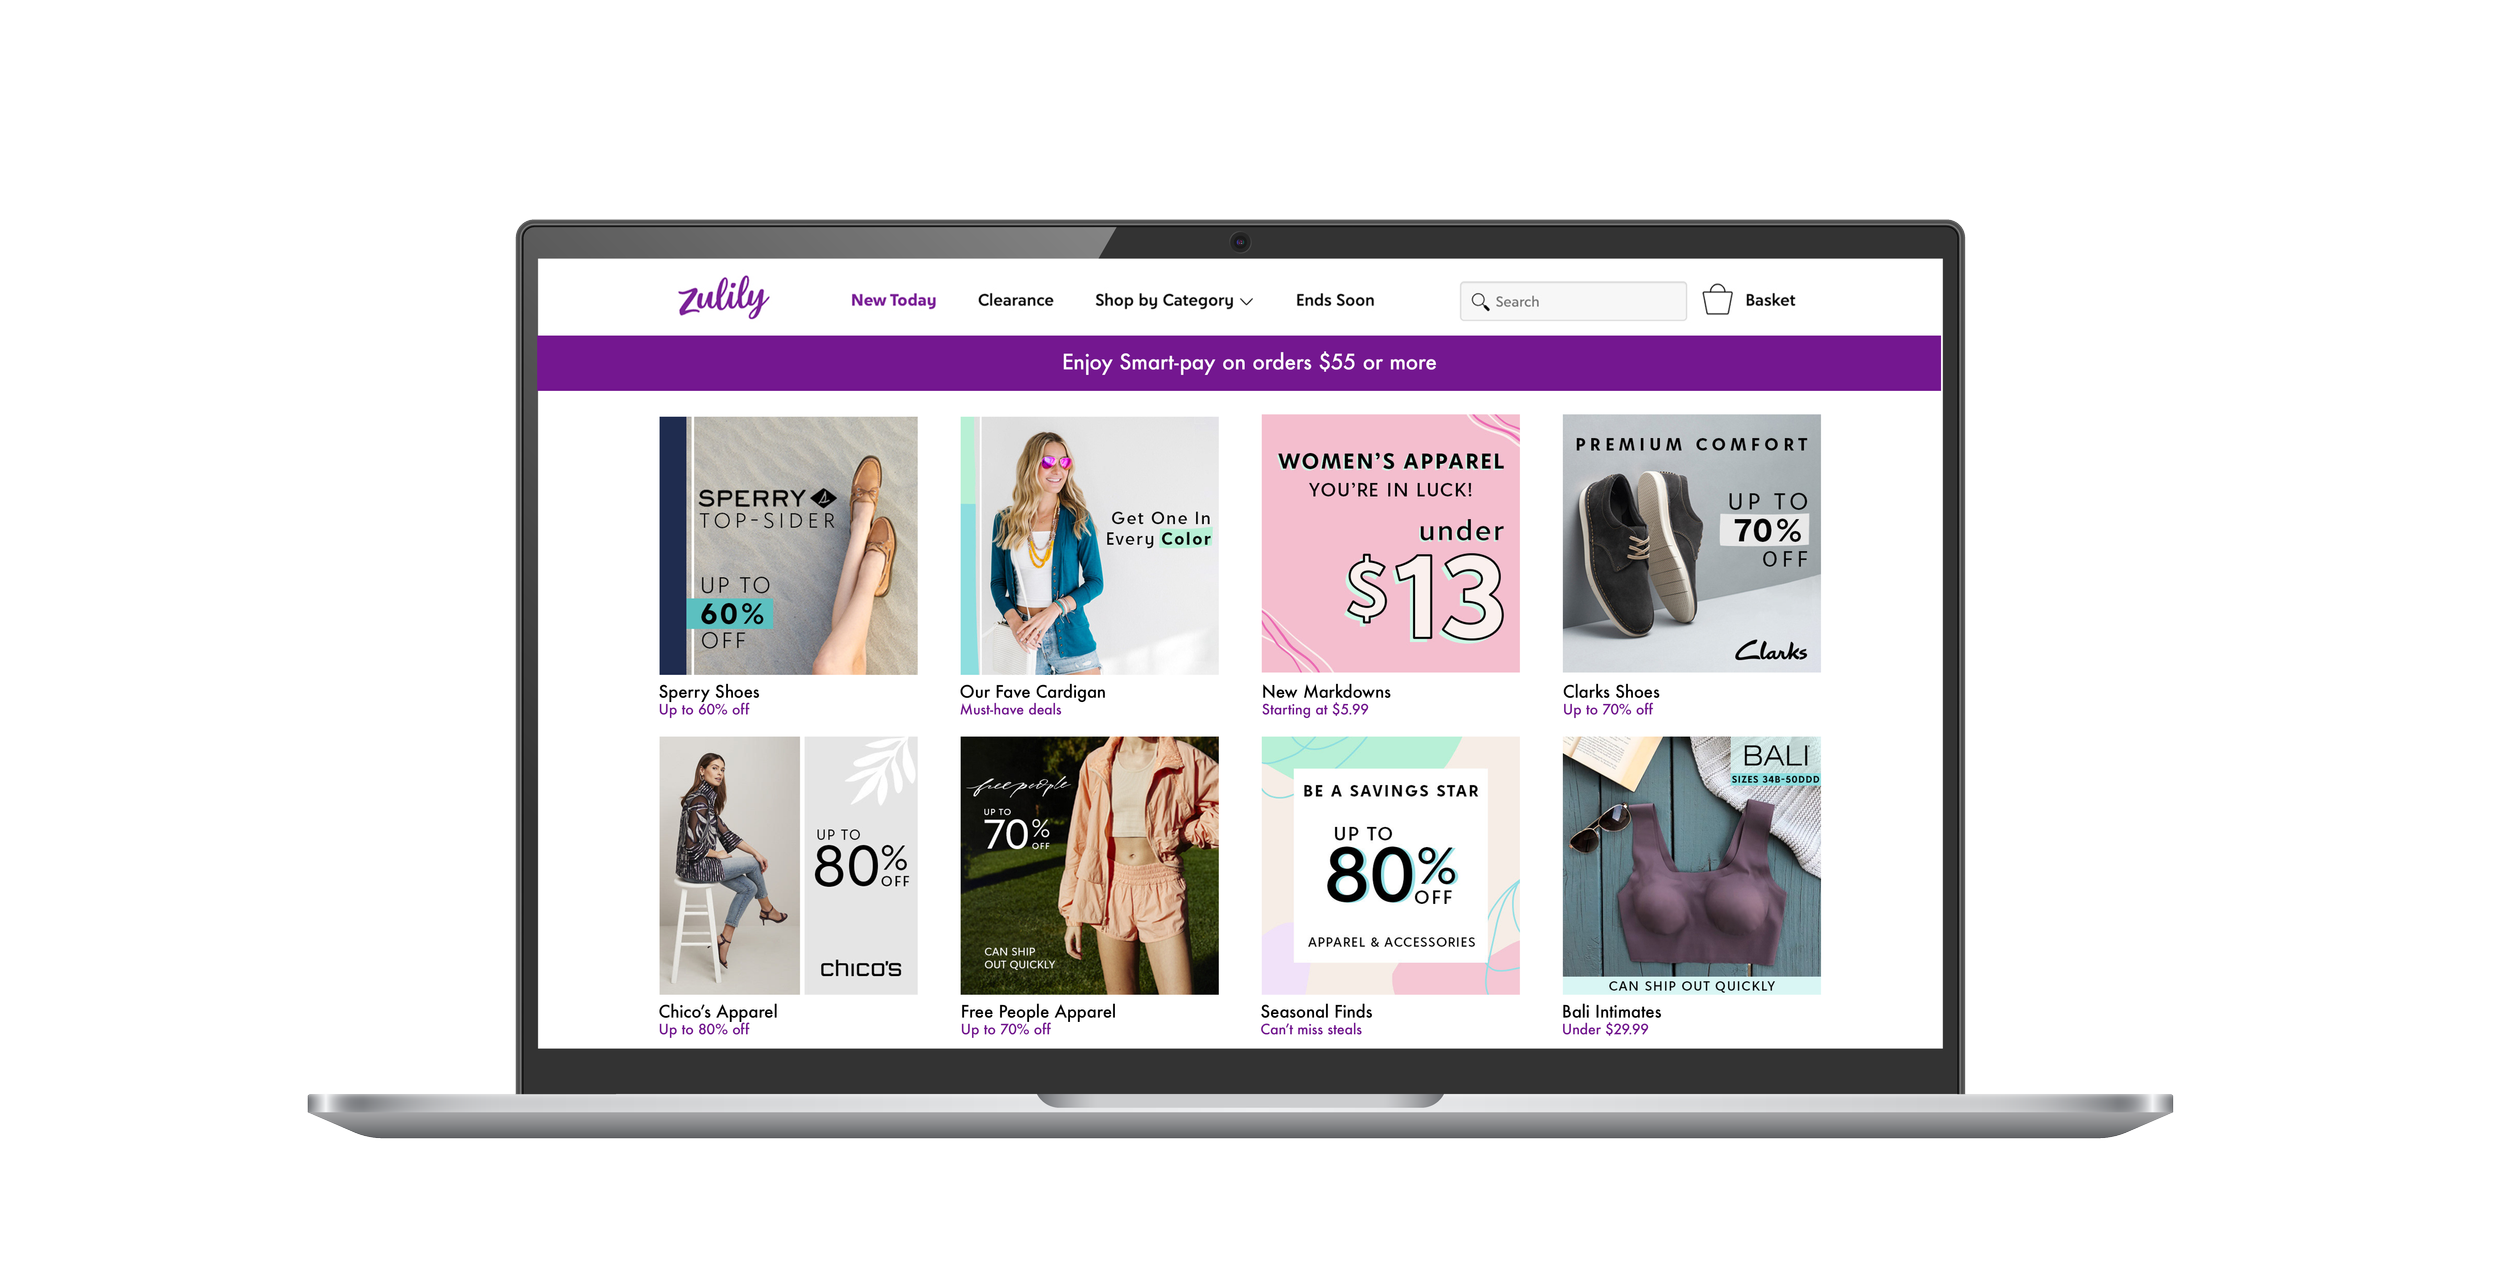 zulily
New Today
Clearance
Shop by Category
Ends Soon
Search
Basket
Enjoy Smart-pay on orders $55 or more
SPERRY
TOP-SIDER
UP TO
60%
OFF
Sperry Shoes
Up to 60% off
Get One In
Every Color
Our Fave Cardigan
Must-have deals
WOMEN'S APPAREL
YOU'RE IN LUCK!
under
$13
New Markdowns
Starting at $5.99
PREMIUM COMFORT
UP TO
70%
OFF
Clarks
Clarks Shoes
Up to 70% off
UP TO
80%
OFF
chico's
Chico's Apparel
Up to 80% off
free people
UP TO
70%
OFF
CAN SHIP
OUT QUICKLY
Free People Apparel
Up to 70% off
BE A SAVINGS STAR
UP TO
80%
OFF
APPAREL & ACCESSORIES
Seasonal Finds
Can't miss steals
BALI
SIZES 34B-50DDD
CAN SHIP OUT QUICKLY
Bali Intimates
Under $29.99